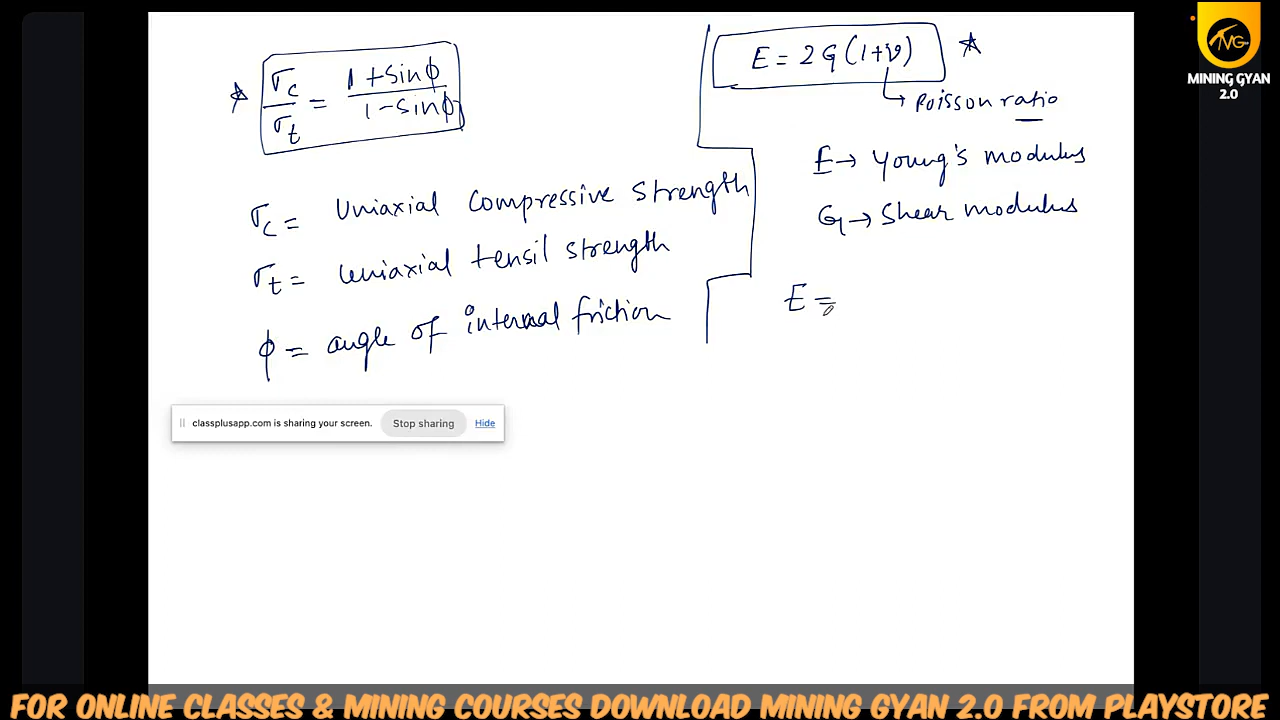 σc/σt = 1+sinϕ/1-sinϕ
σc = Uniaxial compressive strength
σt = Uniaxial tensil strength
ϕ = angle of internal friction
E = 2G(1+ν)
Poisson ratio
E → Young's modulus
G → Shear modulus
E =
classplusapp.com is sharing your screen. Stop sharing Hide
MINING GYAN
2.0
FOR ONLINE CLASSES & MINING COURSES DOWNLOAD MINING GYAN 2.0 FROM PLAYSTORE